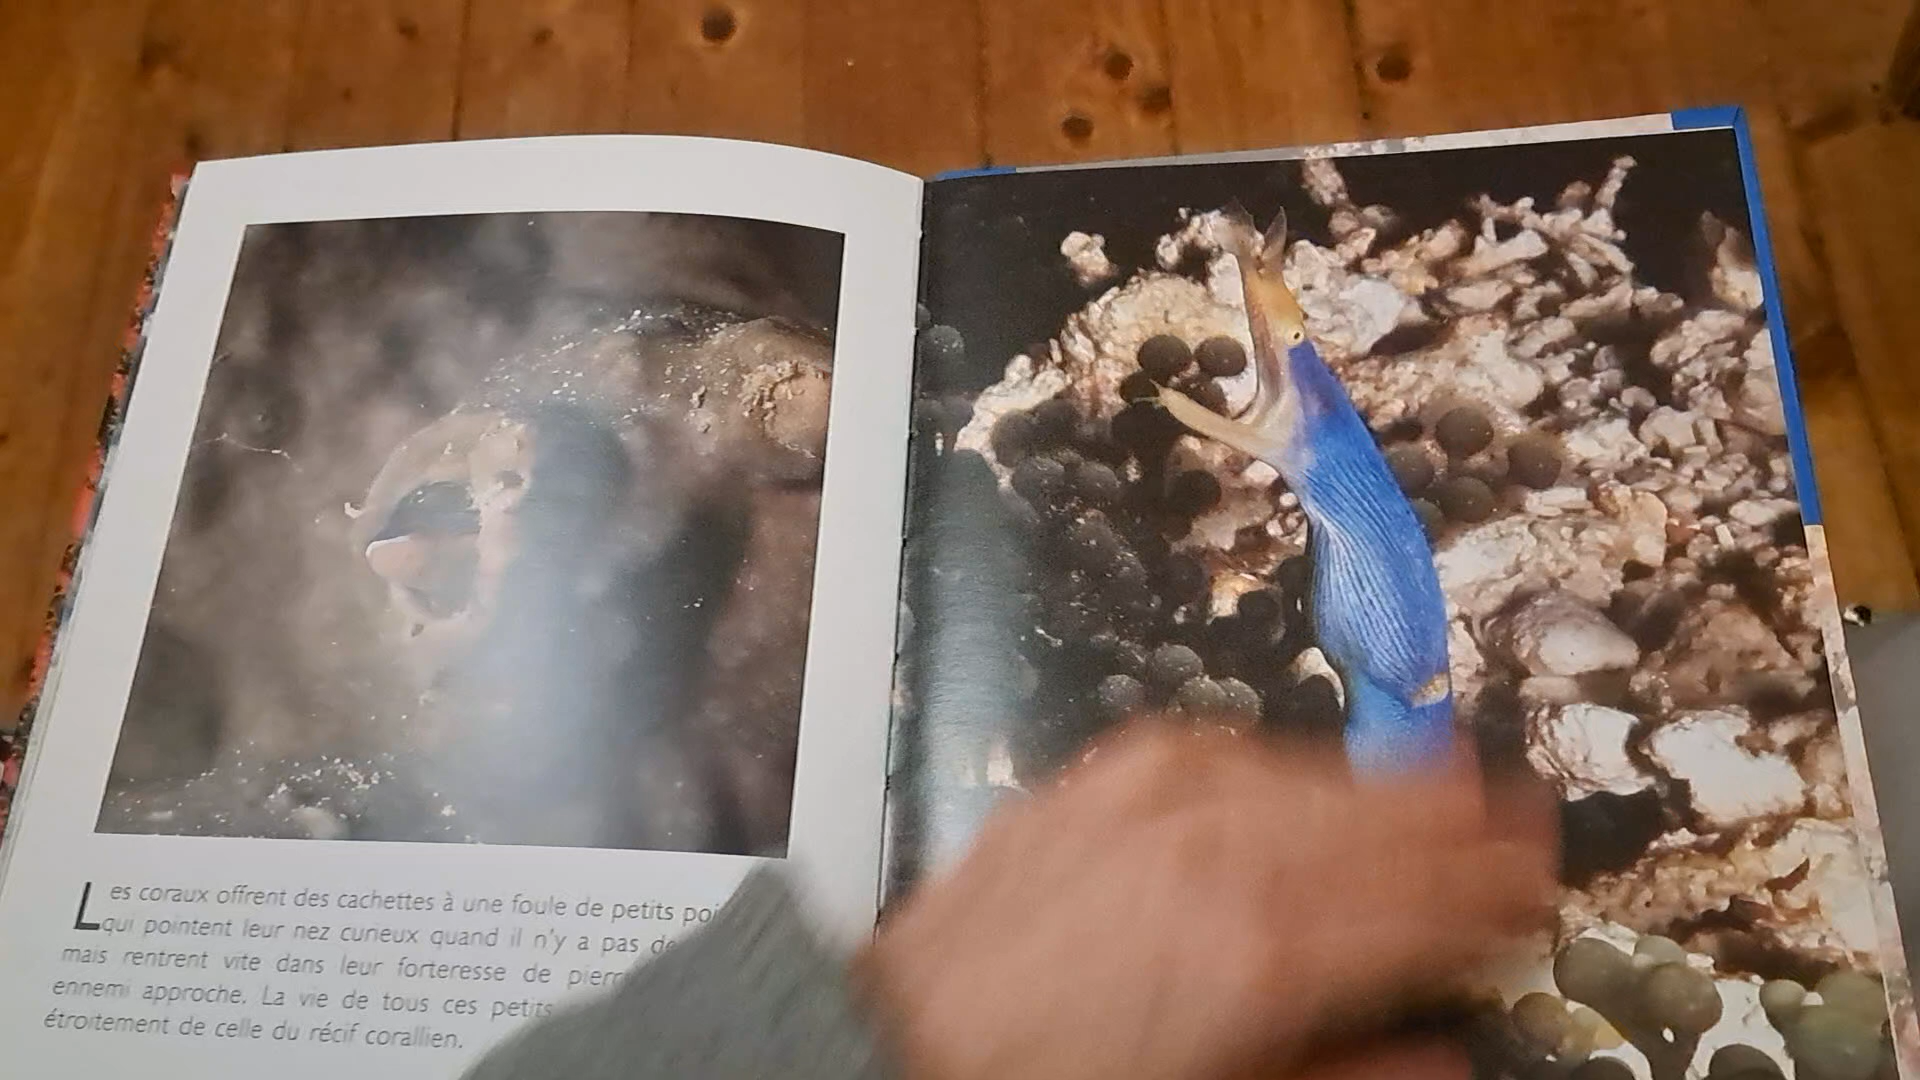 Les coraux offrent des cachettes à une foule de petits
qui pointent leur nez curieux quand il n'y a pas
mais rentrent vite dans leur forteresse de
ennemi approche. La vie de tous ces petits
étroitement de celle du récif corallien.